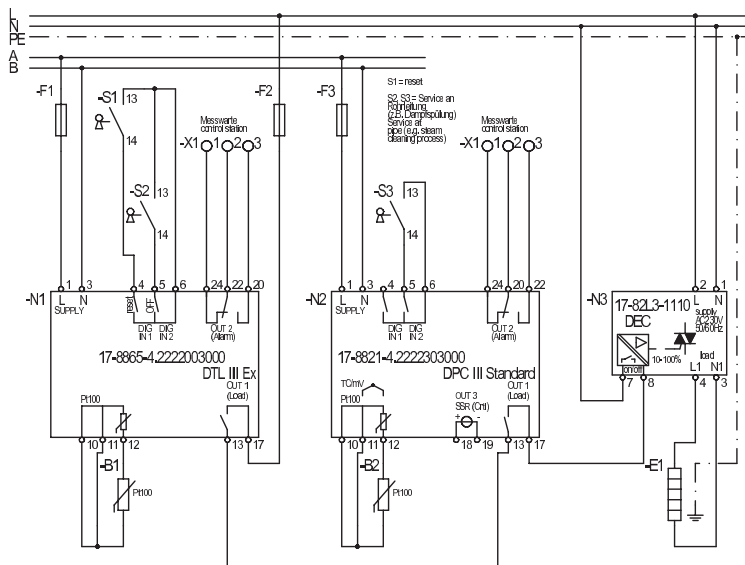 L
N
PE
A
B
-F1
-S1
13
14
-S2
13
14
Messwarte
control station
-X1 1 2 3
-F2
-F3
S1 = reset
S2, S3 = Service an
Rohrleitung
(z.B. Dampfspülung)
Service at
pipe (e.g. steam
cleaning process)
-S3
13
14
Messwarte
control station
-X1 1 2 3
-N1
1 3 4 5 6 24 22 20
L N
SUPPLY
reset
OFF
DIG
IN 1
DIG
IN 2
OUT 2
(Alarm)
17-8865-4.2222003000
DTL III Ex
OUT 1
(Load)
Pt100
10 11 12 13 17
-B1
Pt100
-N2
1 3 4 5 6 24 20 22
L N
SUPPLY
DIG
IN 1
DIG
IN 2
OUT 2
(Alarm)
17-8821-4.2222303000
DPC III Standard
TC/mV
Pt100
OUT 3
SSR (Cntl)
+ -
OUT 1
(Load)
10 11 12 18 19 13 17
-B2
Pt100
-N3
2 1
L N
17-82L3-1110
DEC
supply
AC230V
50/60Hz
10-100%
on/off
load
L1 N1
7 8 4 3
-E1